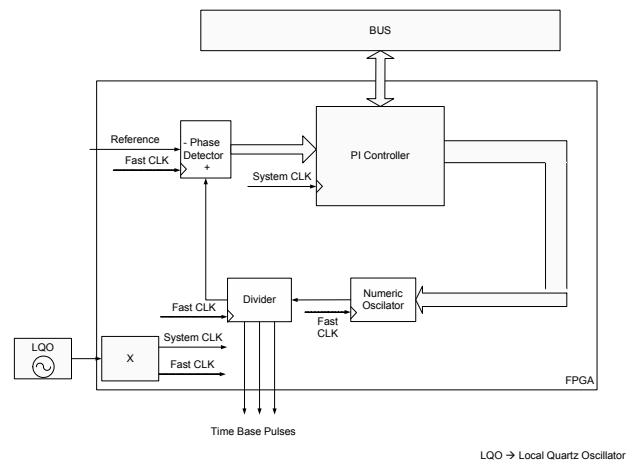 BUS
Reference
- Phase
Detector
+
Fast CLK
PI Controller
System CLK
Fast CLK
Divider
Numeric
Oscilator
Fast
CLK
LQO
X
System CLK
Fast CLK
FPGA
Time Base Pulses
LQO → Local Quartz Oscillator